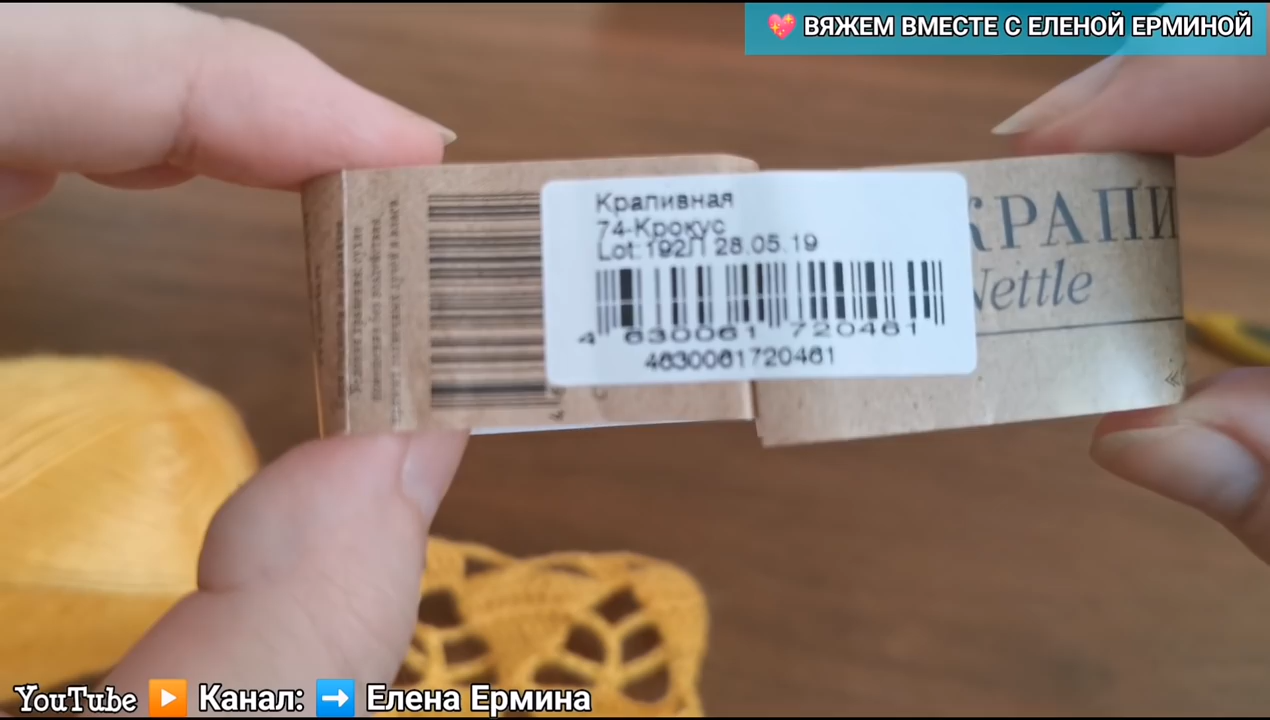 💖 ВЯЖЕМ ВМЕСТЕ С ЕЛЕНОЙ ЕРМИНОЙ
Крапивная
74-Крокус
Lot:192Л 28.05.19
4 630061 720461
4630061720461
КРАПИ
Nettle
YouTube ▶️ Канал: ➡️ Елена Ермина